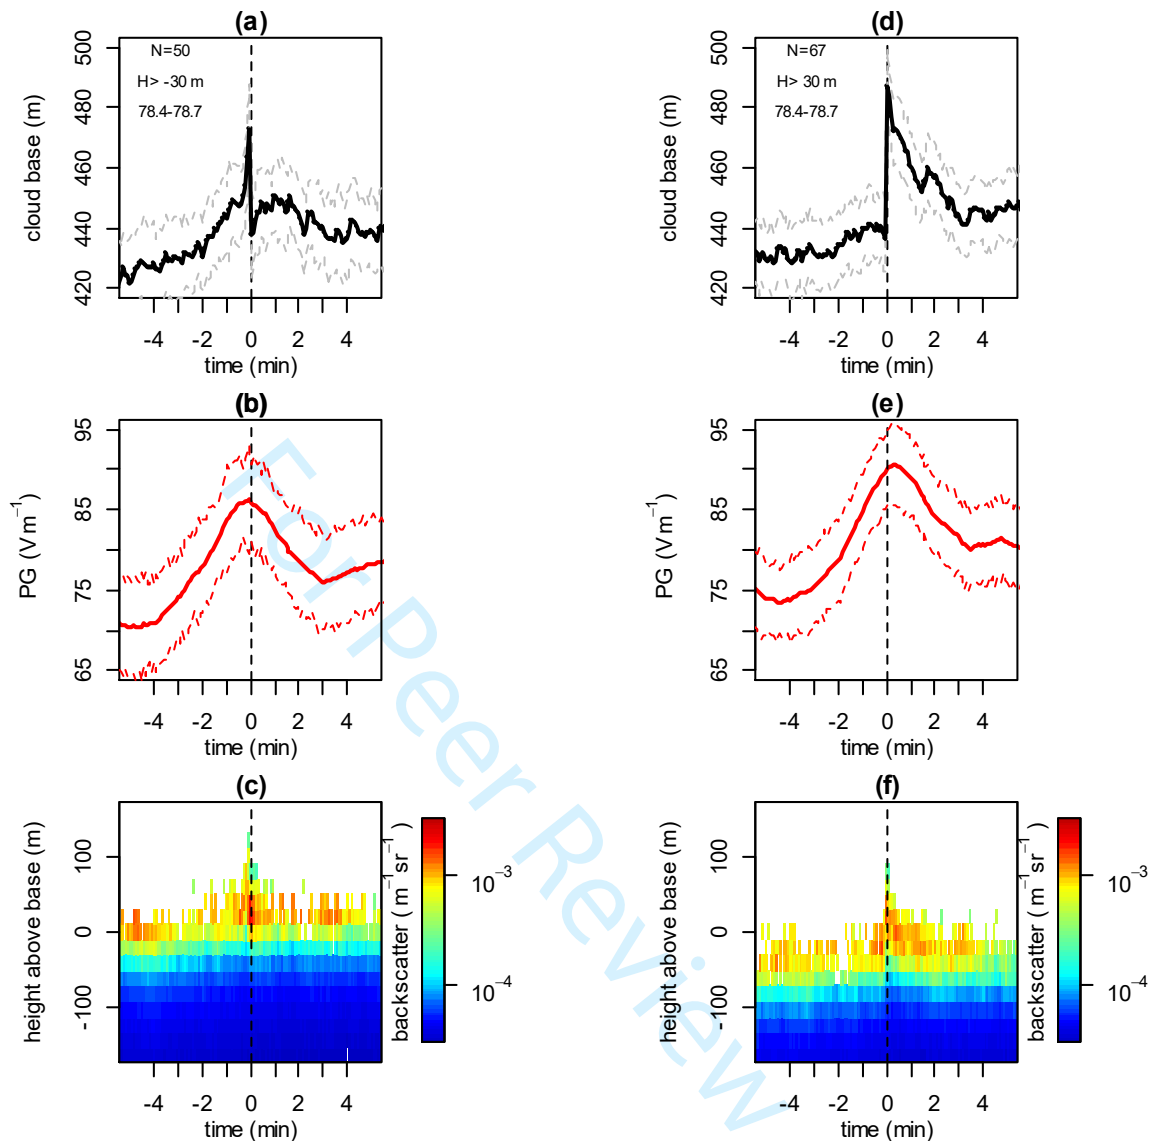 (a)
cloud base (m)
500
480
460
440
420
N=50
H> -30 m
78.4-78.7
-4 -2 0 2 4
time (min)
(d)
cloud base (m)
500
480
460
440
420
N=67
H> 30 m
78.4-78.7
-4 -2 0 2 4
time (min)
(b)
PG (V m⁻¹)
95
85
75
65
-4 -2 0 2 4
time (min)
(e)
PG (V m⁻¹)
95
85
75
65
-4 -2 0 2 4
time (min)
(c)
height above base (m)
100
0
-100
-4 -2 0 2 4
time (min)
backscatter ( m⁻¹ sr⁻¹ )
10⁻³
10⁻⁴
(f)
height above base (m)
100
0
-100
-4 -2 0 2 4
time (min)
backscatter ( m⁻¹ sr⁻¹ )
10⁻³
10⁻⁴
For Peer Review